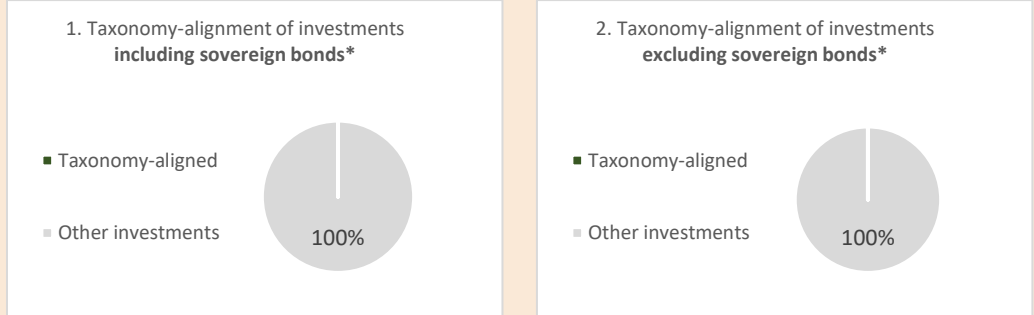 1. Taxonomy-alignment of investments
including sovereign bonds*
Taxonomy-aligned
Other investments
100%
2. Taxonomy-alignment of investments
excluding sovereign bonds*
Taxonomy-aligned
Other investments
100%